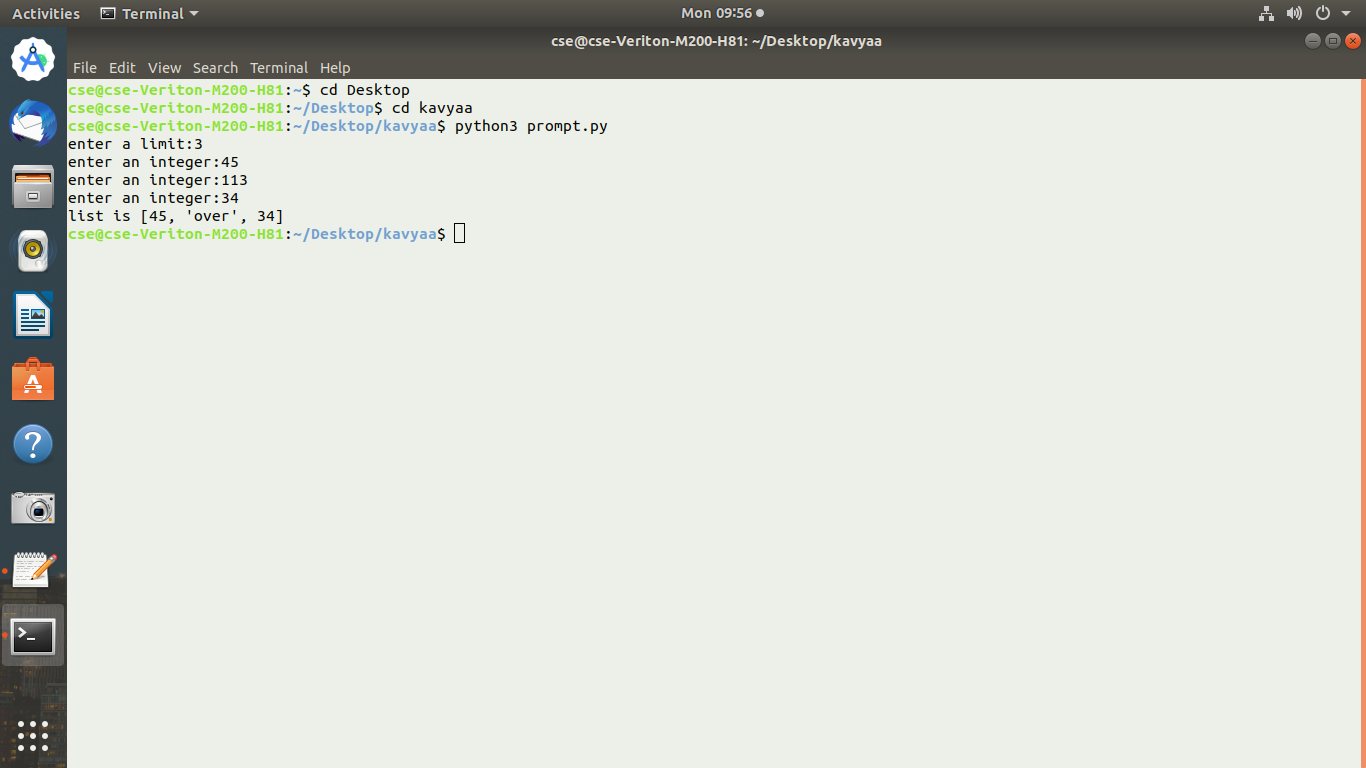 Activities Terminal Mon 09:56
cse@cse-Veriton-M200-H81: ~/Desktop/kavyaa
File Edit View Search Terminal Help
cse@cse-Veriton-M200-H81:~$ cd Desktop
cse@cse-Veriton-M200-H81:~/Desktop$ cd kavyaa
cse@cse-Veriton-M200-H81:~/Desktop/kavyaa$ python3 prompt.py
enter a limit:3
enter an integer:45
enter an integer:113
enter an integer:34
list is [45, 'over', 34]
cse@cse-Veriton-M200-H81:~/Desktop/kavyaa$